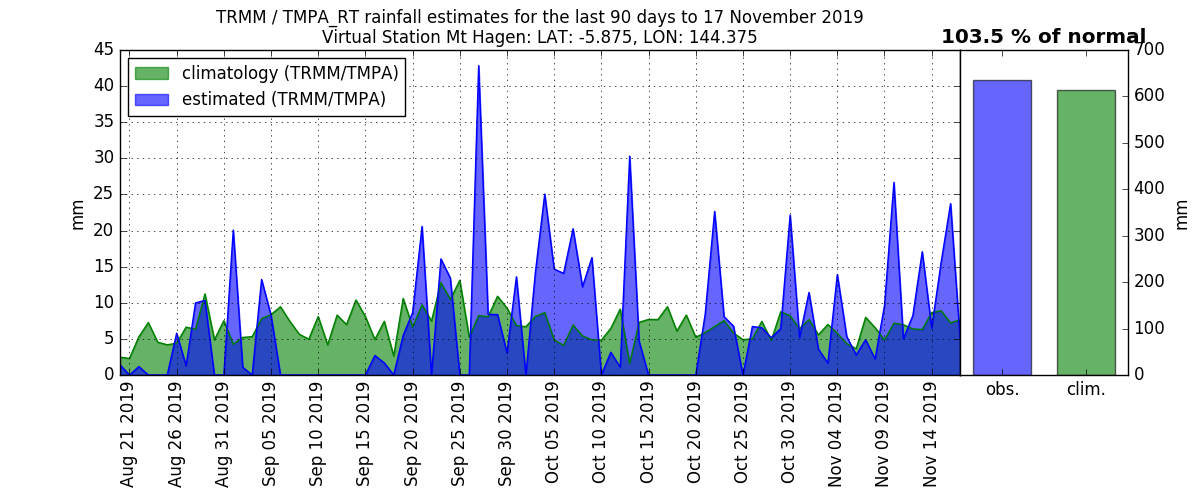 TRMM / TMPA_RT rainfall estimates for the last 90 days to 17 November 2019
Virtual Station Mt Hagen: LAT: -5.875, LON: 144.375
103.5 % of normal
climatology (TRMM/TMPA)
estimated (TRMM/TMPA)
45
40
35
30
25
20
15
10
5
0
mm
700
600
500
400
300
200
100
0
mm
Aug 21 2019
Aug 26 2019
Aug 31 2019
Sep 05 2019
Sep 10 2019
Sep 15 2019
Sep 20 2019
Sep 25 2019
Sep 30 2019
Oct 05 2019
Oct 10 2019
Oct 15 2019
Oct 20 2019
Oct 25 2019
Oct 30 2019
Nov 04 2019
Nov 09 2019
Nov 14 2019
obs.
clim.